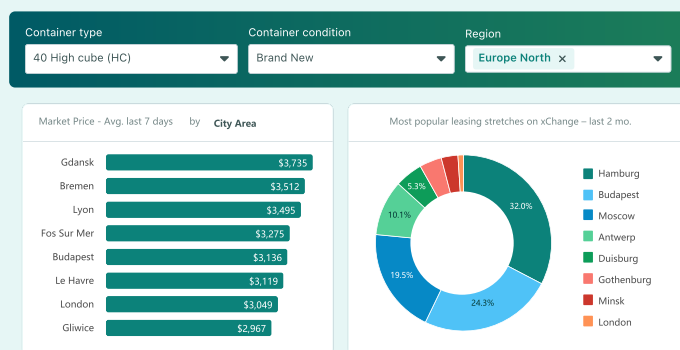 Container type
Container condition
Region
40 High cube (HC)
Brand New
Europe North ×
Market Price - Avg. last 7 days by City Area
Gdansk $3,735
Bremen $3,512
Lyon $3,495
Fos Sur Mer $3,275
Budapest $3,136
Le Havre $3,119
London $3,049
Gliwice $2,967
Most popular leasing stretches on xChange – last 2 mo.
32.0%
24.3%
19.5%
10.1%
5.3%
Hamburg
Budapest
Moscow
Antwerp
Duisburg
Gothenburg
Minsk
London